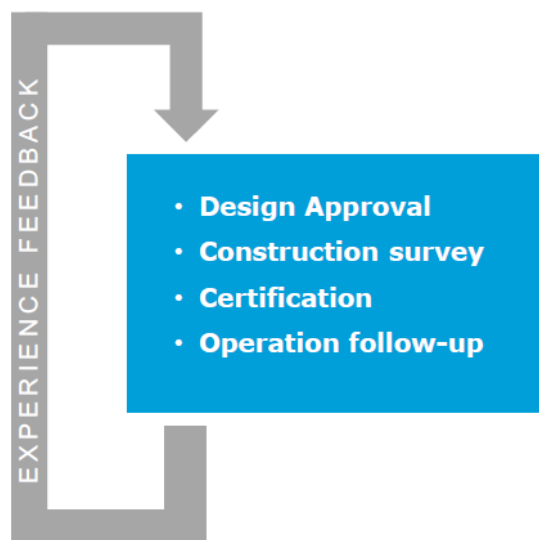 EXPERIENCE FEEDBACK
• Design Approval
• Construction survey
• Certification
• Operation follow-up